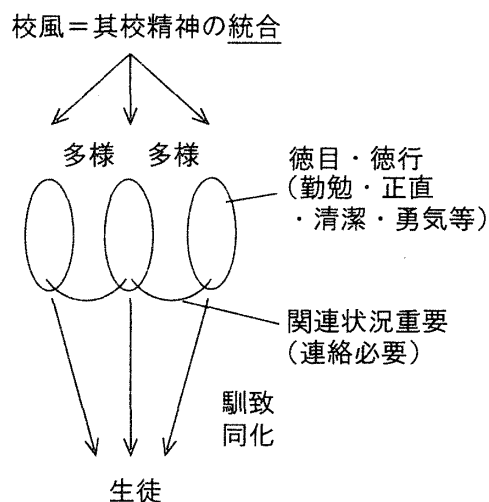 校風＝其校精神の統合
多様 多様
徳目・徳行
(勤勉・正直
・清潔・勇気等)
関連状況重要
(連絡必要)
馴致
同化
生徒